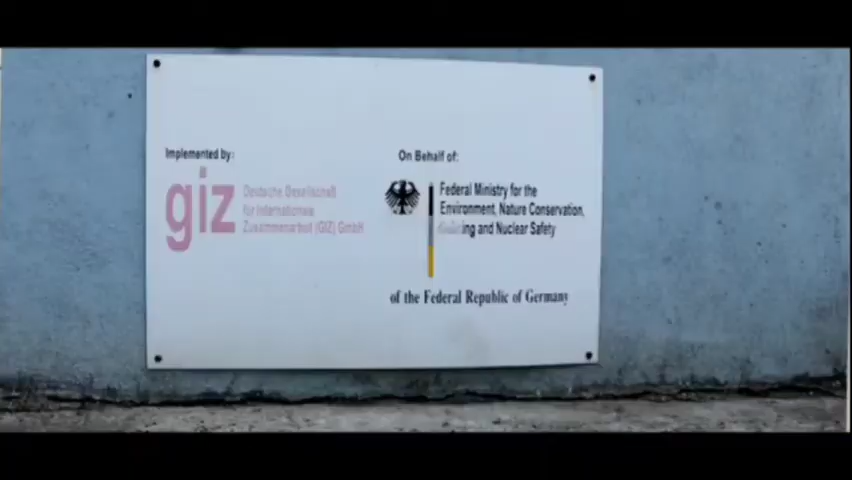 Implemented by:
giz
Deutsche Gesellschaft
für Internationale
Zusammenarbeit (GIZ) GmbH
On Behalf of:
Federal Ministry for the
Environment, Nature Conservation,
ing and Nuclear Safety
of the Federal Republic of Germany